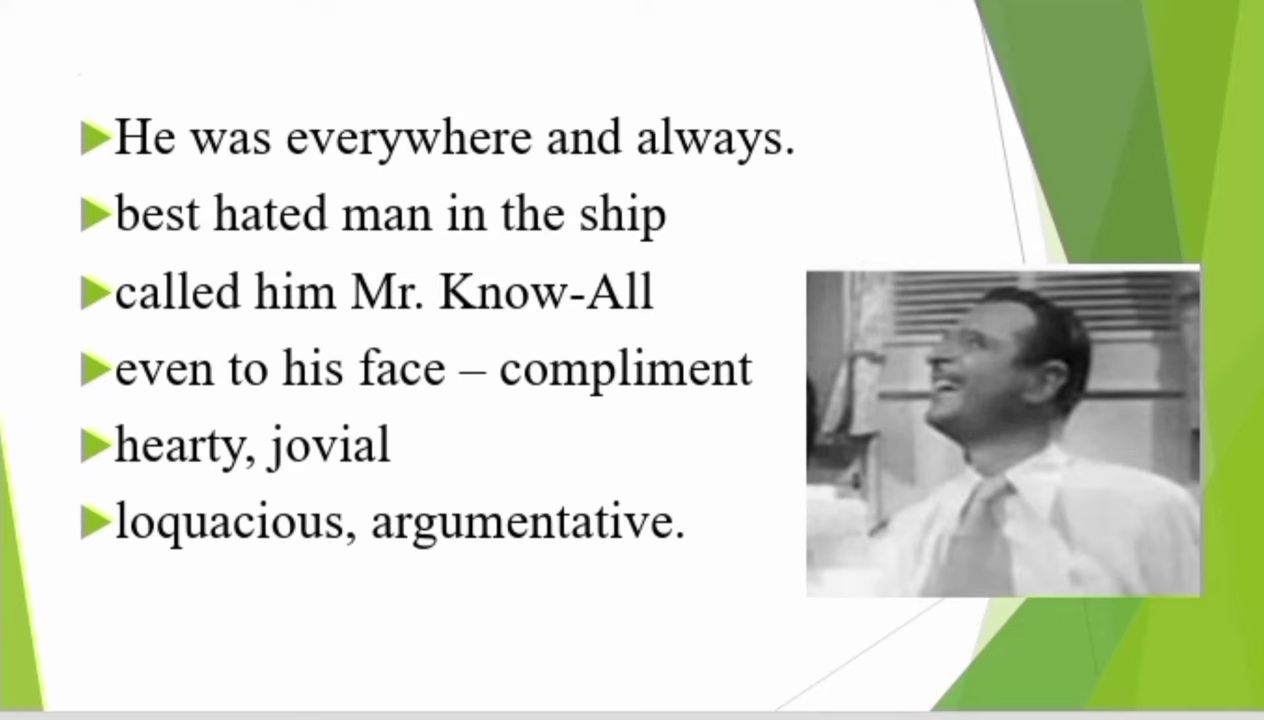 He was everywhere and always.
best hated man in the ship
called him Mr. Know-All
even to his face – compliment
hearty, jovial
loquacious, argumentative.